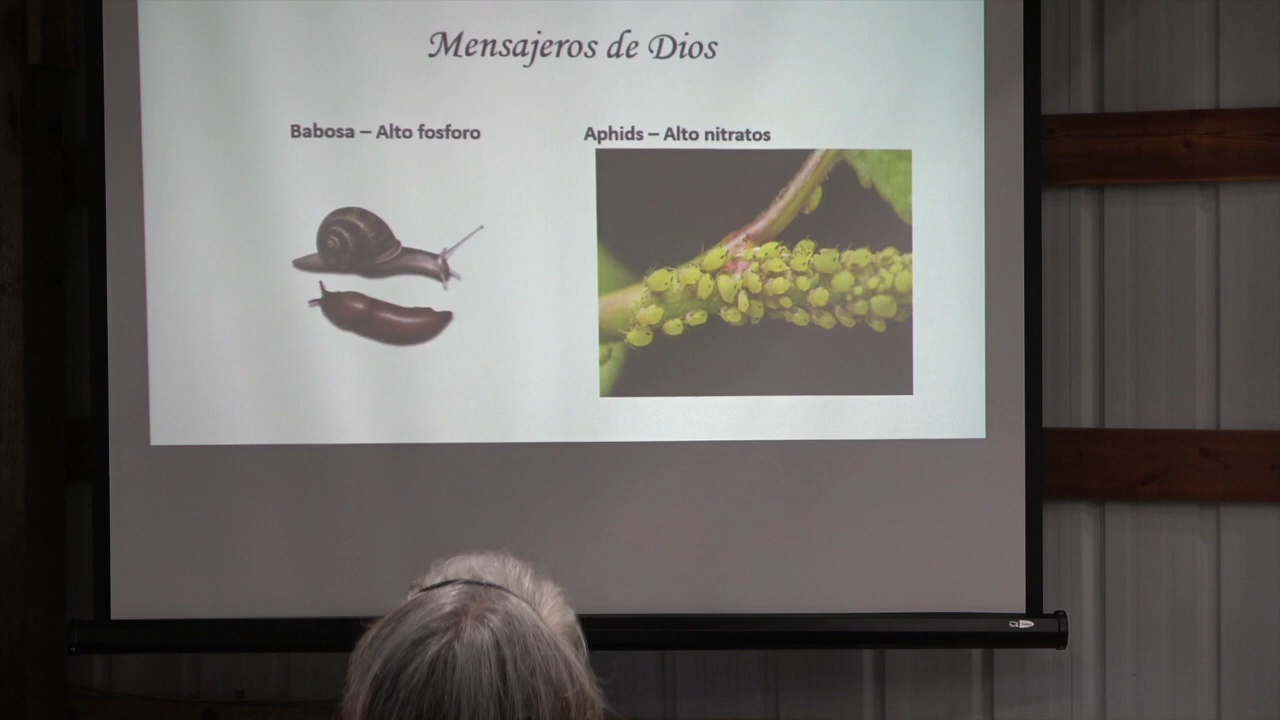 Mensajeros de Dios
Babosa – Alto fosforo
Aphids – Alto nitratos